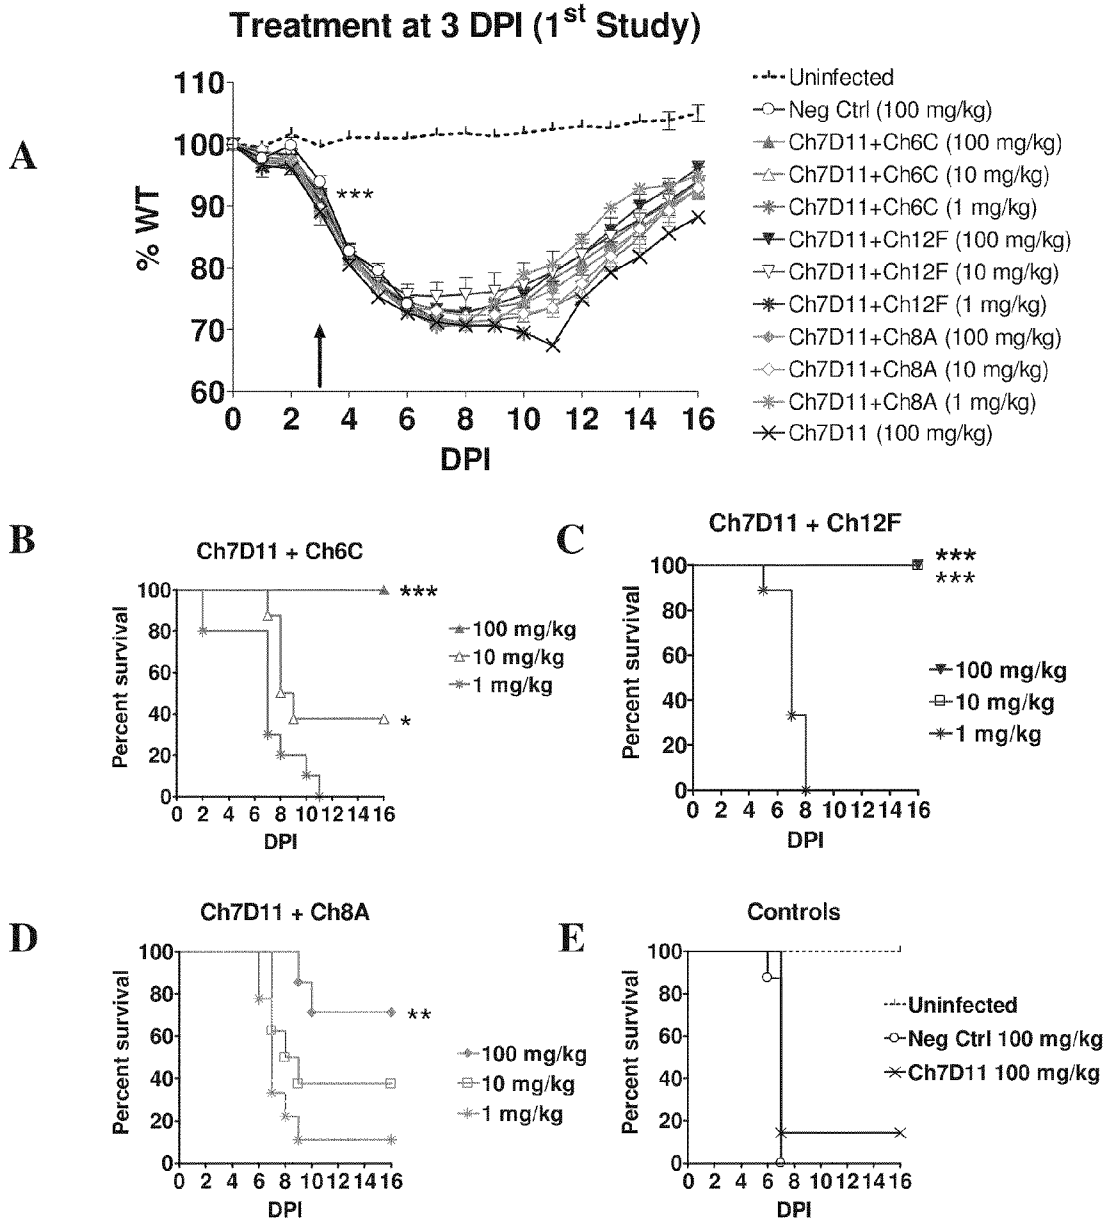 Treatment at 3 DPI (1st Study)
A
110
100
90
80
70
60
% WT
***
0 2 4 6 8 10 12 14 16
DPI
Uninfected
Neg Ctrl (100 mg/kg)
Ch7D11+Ch6C (100 mg/kg)
Ch7D11+Ch6C (10 mg/kg)
Ch7D11+Ch6C (1 mg/kg)
Ch7D11+Ch12F (100 mg/kg)
Ch7D11+Ch12F (10 mg/kg)
Ch7D11+Ch12F (1 mg/kg)
Ch7D11+Ch8A (100 mg/kg)
Ch7D11+Ch8A (10 mg/kg)
Ch7D11+Ch8A (1 mg/kg)
Ch7D11 (100 mg/kg)
B
Ch7D11 + Ch6C
100
80
60
40
20
0
Percent survival
***
*
0 2 4 6 8 10 12 14 16
DPI
100 mg/kg
10 mg/kg
1 mg/kg
C
Ch7D11 + Ch12F
100
80
60
40
20
0
Percent survival
***
***
0 2 4 6 8 10 12 14 16
DPI
100 mg/kg
10 mg/kg
1 mg/kg
D
Ch7D11 + Ch8A
100
80
60
40
20
0
Percent survival
**
0 2 4 6 8 10 12 14 16
DPI
100 mg/kg
10 mg/kg
1 mg/kg
E
Controls
100
80
60
40
20
0
Percent survival
0 2 4 6 8 10 12 14 16
DPI
Uninfected
Neg Ctrl 100 mg/kg
Ch7D11 100 mg/kg